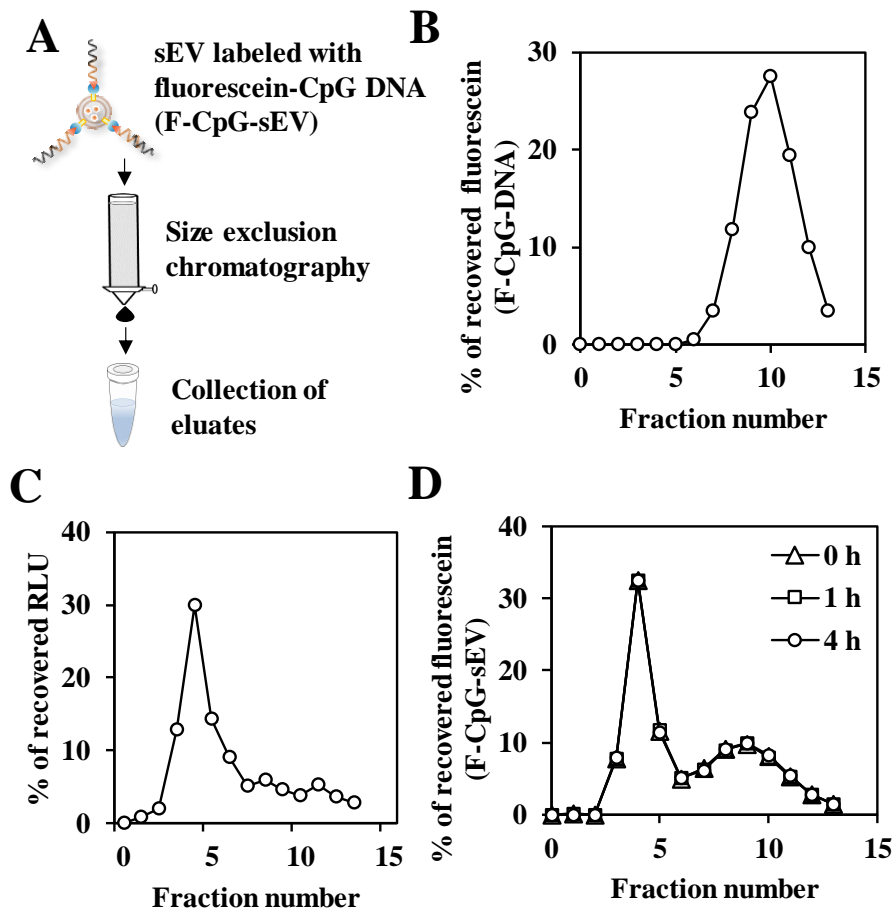 A
sEV labeled with
fluorescein-CpG DNA
(F-CpG-sEV)
Size exclusion
chromatography
Collection of
eluates
B
% of recovered fluorescein
(F-CpG-DNA)
30
20
10
0
0 5 10 15
Fraction number
C
% of recovered RLU
40
30
20
10
0
0 5 10 15
Fraction number
D
% of recovered fluorescein
(F-CpG-sEV)
40
30
20
10
0
0 h
1 h
4 h
0 5 10 15
Fraction number